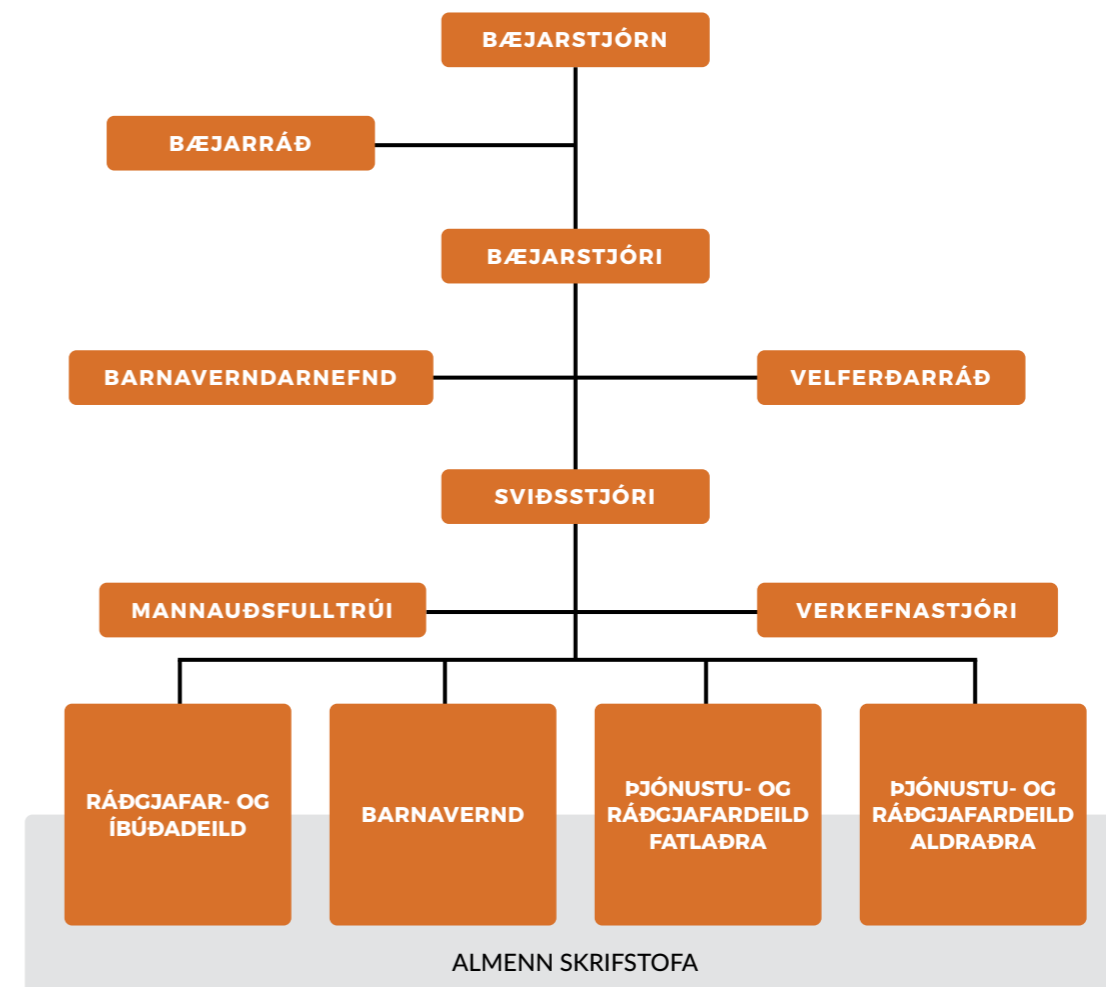 BÆJARSTJÓRN
BÆJARRÁÐ
BÆJARSTJÓRI
BARNAVERNDARNEFND
VELFERÐARRÁÐ
SVIÐSSTJÓRI
MANNAUÐSFULLTRÚI
VERKEFNASTJÓRI
RÁÐGJAFAR- OG
ÍBÚÐADEILD
BARNAVERND
ÞJÓNUSTU- OG
RÁÐGJAFARDEILD
FATLAÐRA
ÞJÓNUSTU- OG
RÁÐGJAFARDEILD
ALDRAÐRA
ALMENN SKRIFSTOFA